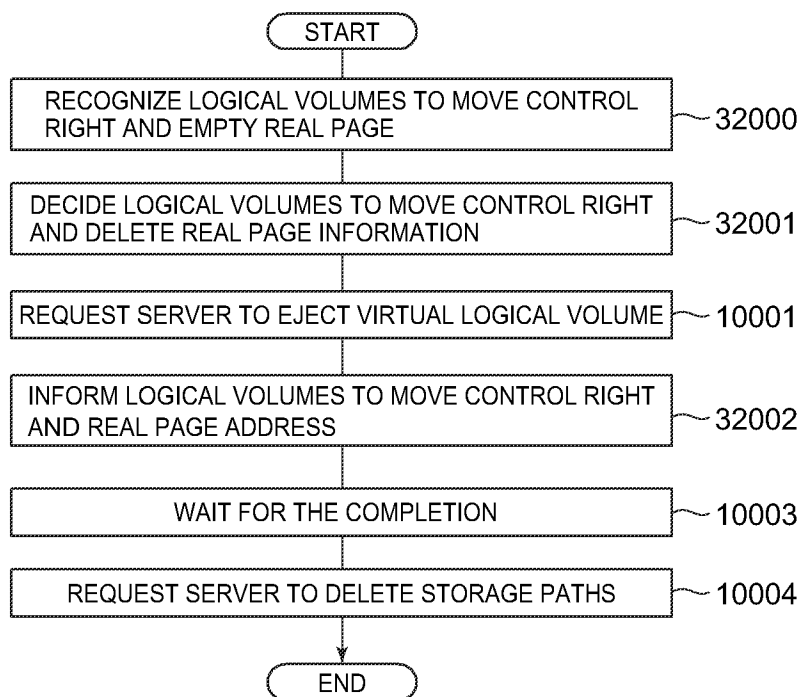 START
RECOGNIZE LOGICAL VOLUMES TO MOVE CONTROL
RIGHT AND EMPTY REAL PAGE
32000
DECIDE LOGICAL VOLUMES TO MOVE CONTROL RIGHT
AND DELETE REAL PAGE INFORMATION
32001
REQUEST SERVER TO EJECT VIRTUAL LOGICAL VOLUME
10001
INFORM LOGICAL VOLUMES TO MOVE CONTROL RIGHT
AND REAL PAGE ADDRESS
32002
WAIT FOR THE COMPLETION
10003
REQUEST SERVER TO DELETE STORAGE PATHS
10004
END